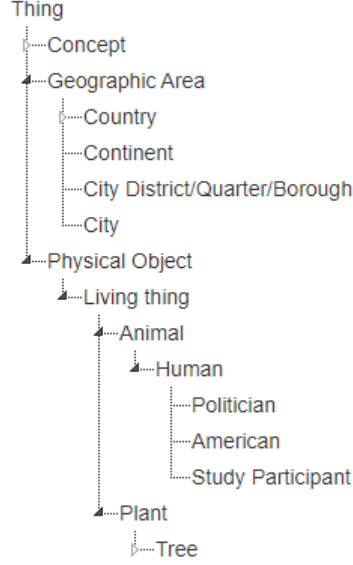 Thing
Concept
Geographic Area
Country
Continent
City District/Quarter/Borough
City
Physical Object
Living thing
Animal
Human
Politician
American
Study Participant
Plant
Tree